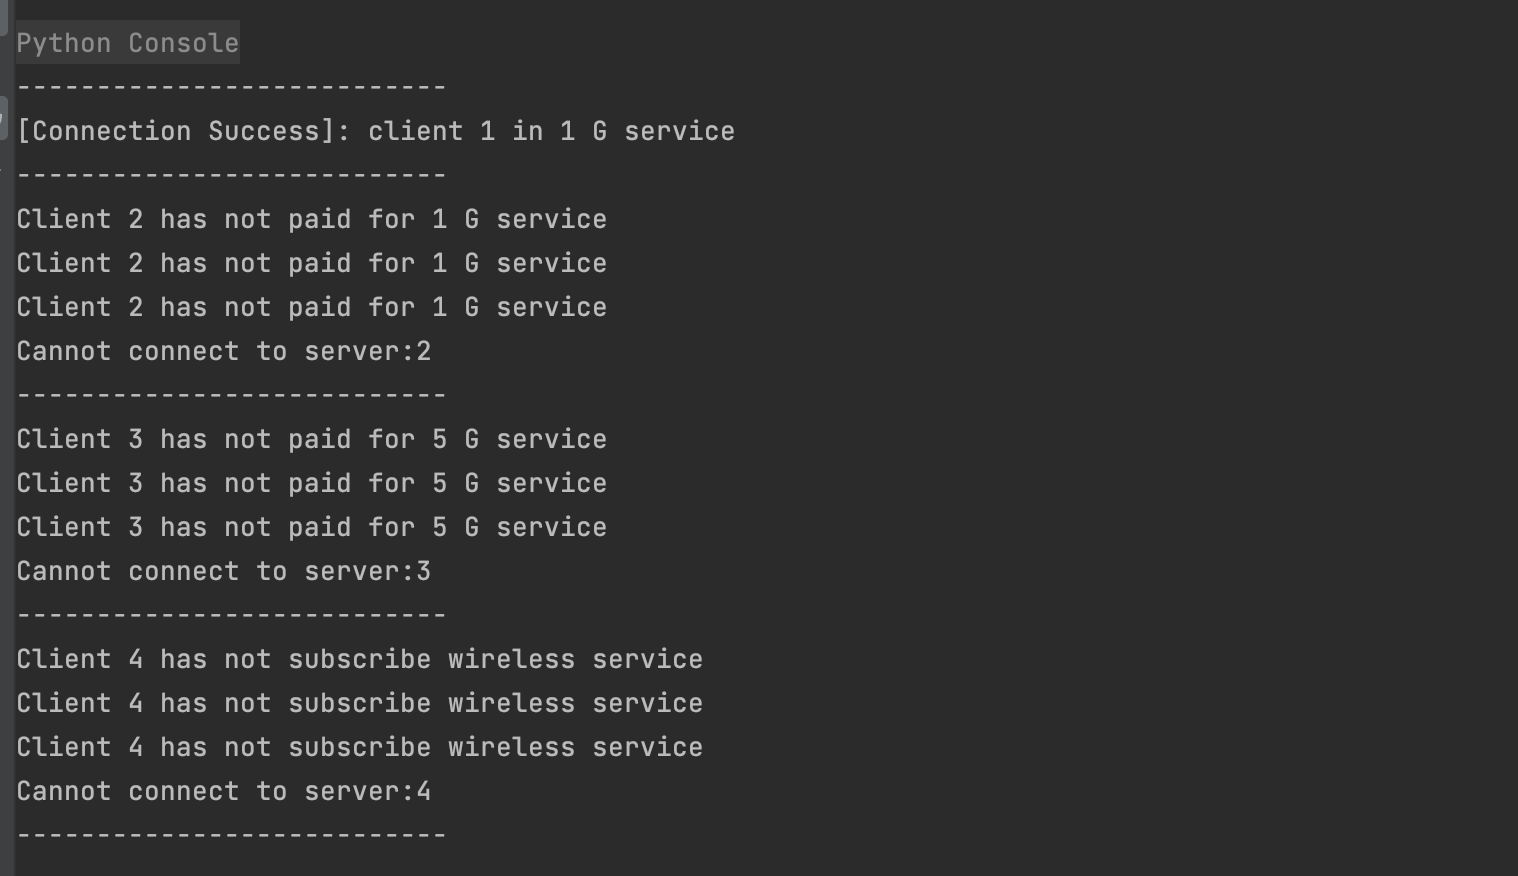 Python Console
---------------------------
[Connection Success]: client 1 in 1 G service
---------------------------
Client 2 has not paid for 1 G service
Client 2 has not paid for 1 G service
Client 2 has not paid for 1 G service
Cannot connect to server:2
---------------------------
Client 3 has not paid for 5 G service
Client 3 has not paid for 5 G service
Client 3 has not paid for 5 G service
Cannot connect to server:3
---------------------------
Client 4 has not subscribe wireless service
Client 4 has not subscribe wireless service
Client 4 has not subscribe wireless service
Cannot connect to server:4
---------------------------